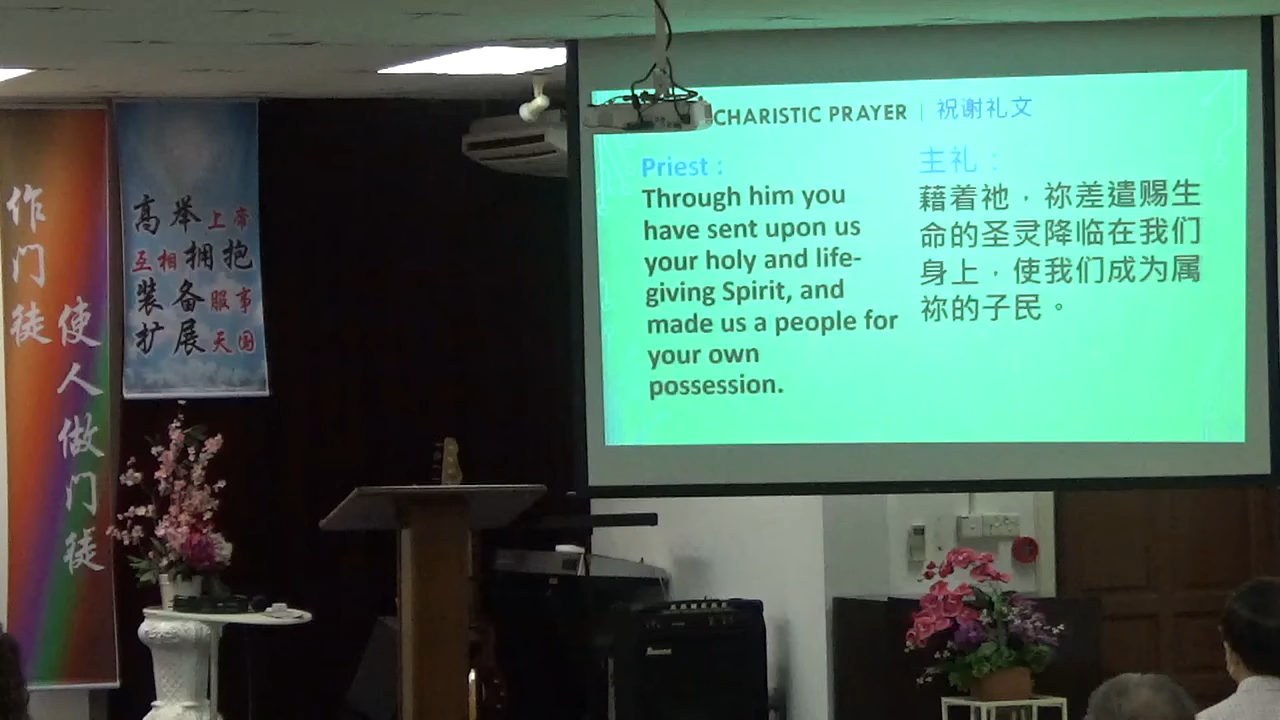 作门徒
使人做门徒
高举上帝
互相拥抱
装备服事
扩展天国
CHARISTIC PRAYER | 祝谢礼文
Priest :
Through him you
have sent upon us
your holy and life-
giving Spirit, and
made us a people for
your own
possession.
主礼：
藉着祂，祢差遣赐生
命的圣灵降临在我们
身上，使我们成为属
祢的子民。
Ibanez